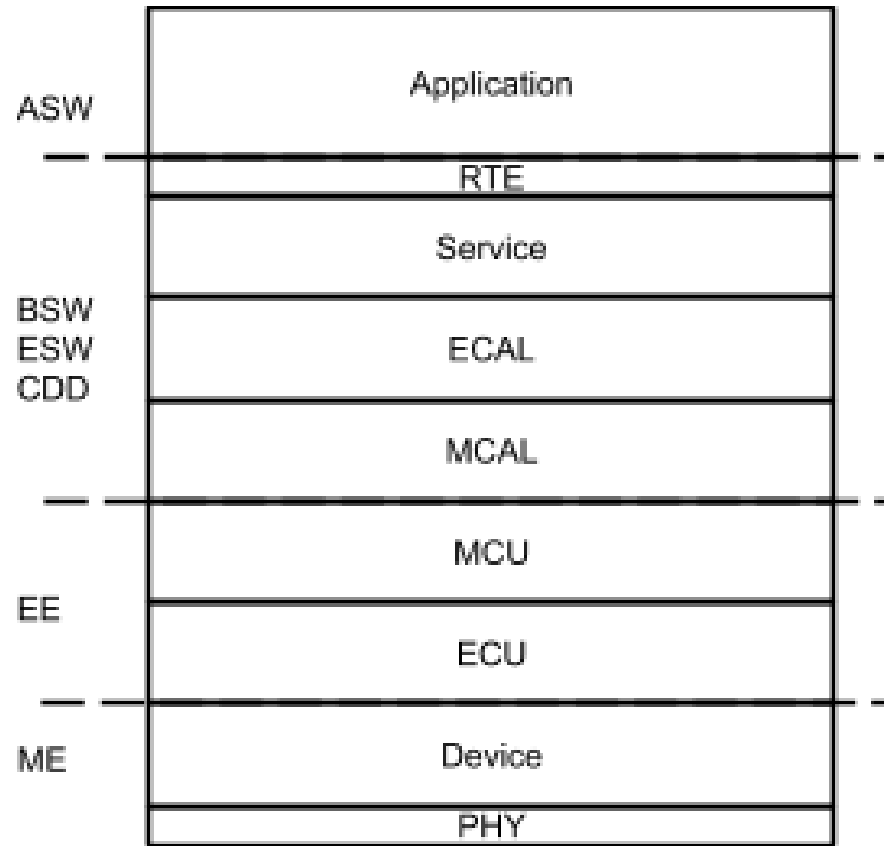 ASW
Application
RTE
Service
BSW
ESW
CDD
ECAL
MCAL
MCU
EE
ECU
ME
Device
PHY